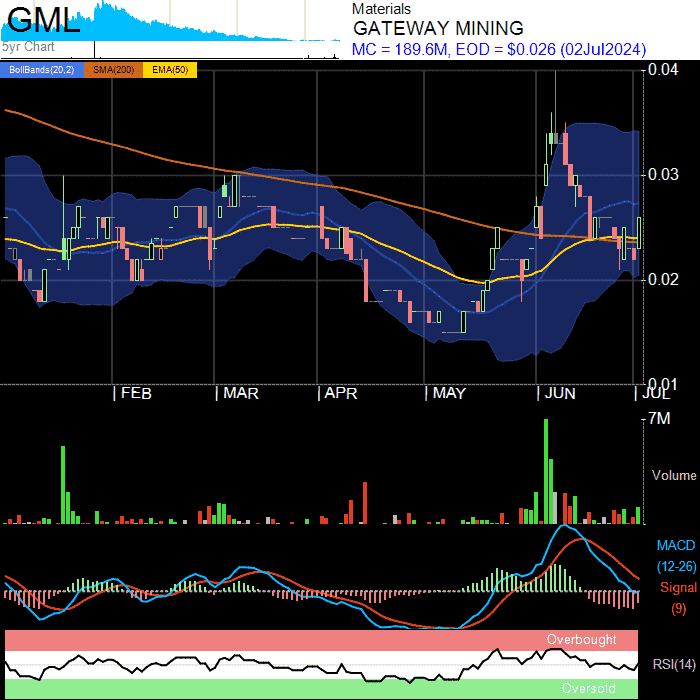 GML
5yr Chart
Materials
GATEWAY MINING
MC = 189.6M, EOD = $0.026 (02Jul2024)
BollBands(20,2) SMA(200) EMA(50)
0.04
0.03
0.02
0.01
FEB MAR APR MAY JUN JUL
7M
Volume
MACD
(12-26)
Signal
(9)
Overbought
RSI(14)
Oversold